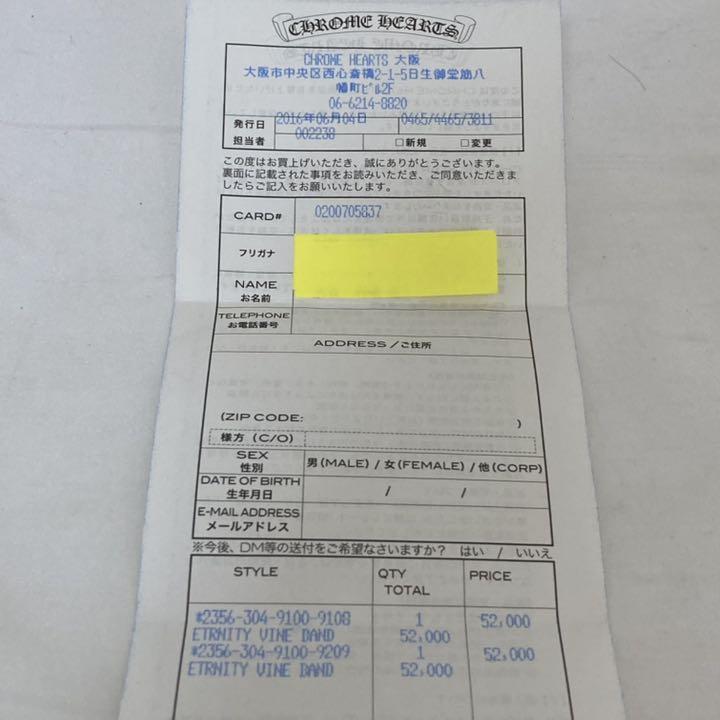 CHROME HEARTS
CHROME HEARTS 大阪
大阪市中央区西心斎橋2-1-5日生御堂筋八
幡町ビル2F
06-6214-8820
発行日 2016年06月04日 0465/4465/3811
担当者 002238 □新規 □変更
この度はお買上げいただき、誠にありがとうございます。
裏面に記載された事項をお読みいただき、ご同意いただきま
したらご記入をお願いいたします。
CARD# 0200705837
フリガナ
NAME
お名前
TELEPHONE
お電話番号
ADDRESS /ご住所
(ZIP CODE: )
様方 (C/O)
SEX
性別
男(MALE) / 女(FEMALE) / 他(CORP)
DATE OF BIRTH
生年月日
/ /
E-MAIL ADDRESS
メールアドレス
※今後、DM等の送付をご希望なさいますか? はい / いいえ
STYLE QTY PRICE
TOTAL
*2356-304-9100-9108 1 52,000
ETRNITY VINE BAND 52,000
*2356-304-9100-9209 1 52,000
ETRNITY VINE BAND 52,000